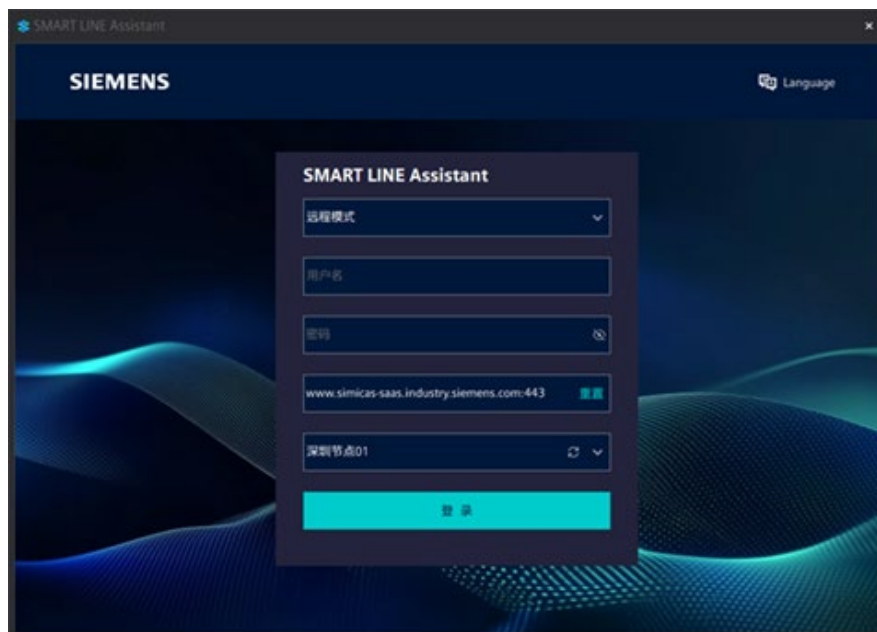 SMART LINE Assistant
SIEMENS
Language
SMART LINE Assistant
远程模式
用户名
密码
www.simicas-saas.industry.siemens.com:443 重置
深圳节点01
登 录